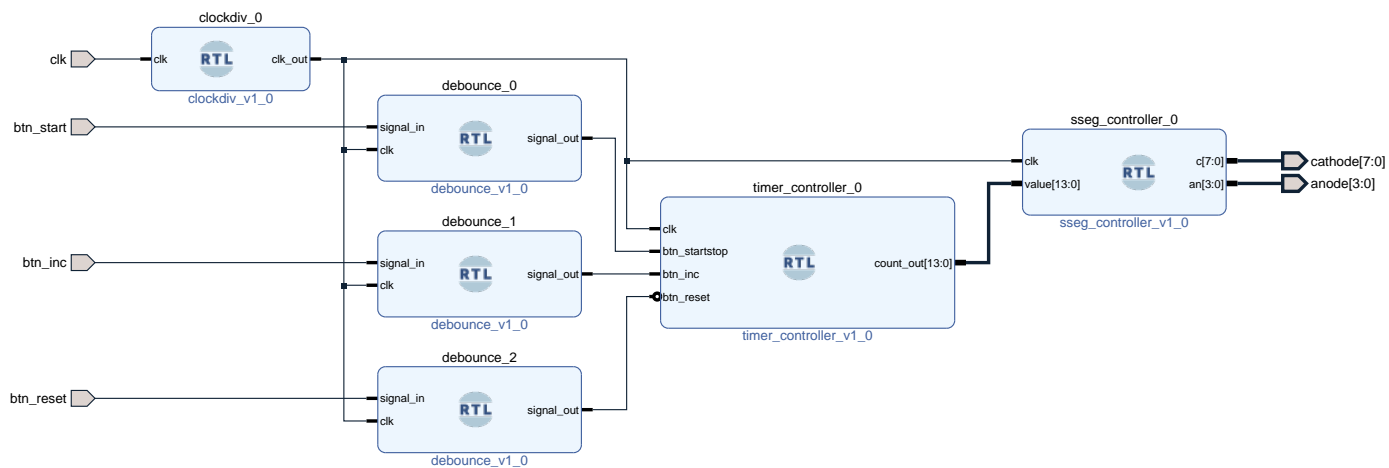 clockdiv_0
clk
clk
RTL
clk_out
clockdiv_v1_0
debounce_0
btn_start
signal_in
clk
RTL
signal_out
debounce_v1_0
sseg_controller_0
clk
value[13:0]
RTL
c[7:0]
an[3:0]
cathode[7:0]
anode[3:0]
sseg_controller_v1_0
timer_controller_0
clk
btn_startstop
btn_inc
btn_reset
RTL
count_out[13:0]
timer_controller_v1_0
debounce_1
btn_inc
signal_in
clk
RTL
signal_out
debounce_v1_0
debounce_2
btn_reset
signal_in
clk
RTL
signal_out
debounce_v1_0